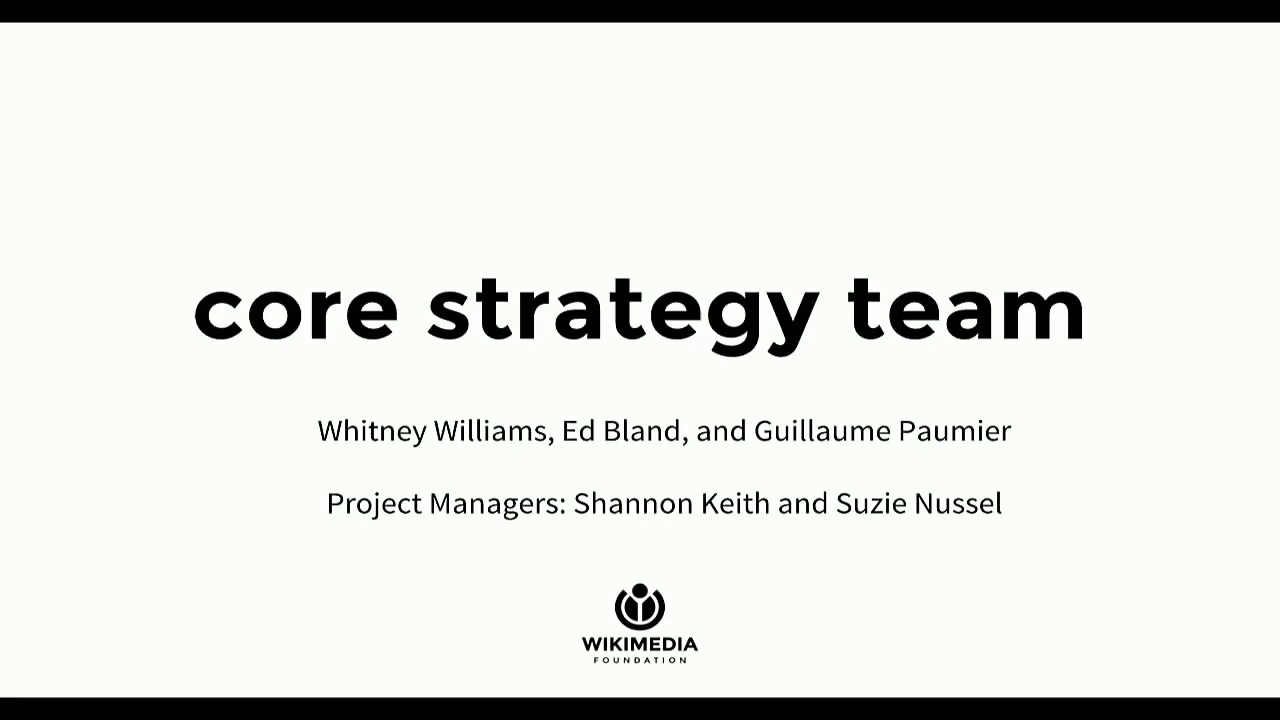 core strategy team
Whitney Williams, Ed Bland, and Guillaume Paumier
Project Managers: Shannon Keith and Suzie Nussel
WIKIMEDIA
FOUNDATION